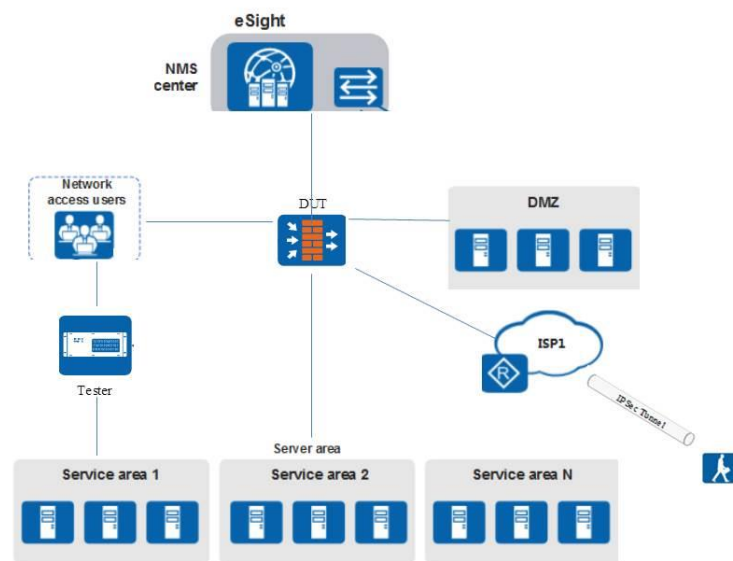 eSight
NMS
center
Network
access users
DUT
DMZ
ISP1
R
Tester
IPSec Tunnel
Server area
Service area 1
Service area 2
Service area N